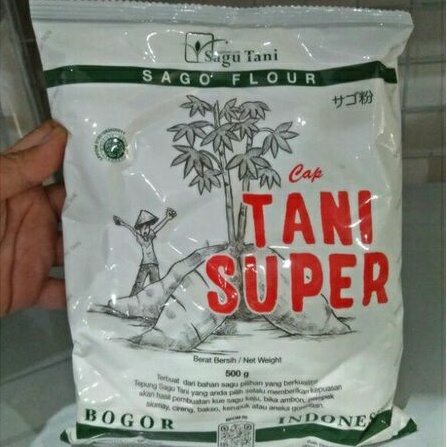 Sagu Tani
SAGO FLOUR
サゴ粉
Cap
TANI
SUPER
Berat Bersih / Net Weight
500 g
Terbuat dari bahan sagu pilihan yang berkualitas
Tepung Sagu Tani yang anda pilih selalu memberikan kepuatan
akan hasil pembuatan kue sagu keju, bika ambon, pempek
siomay, cireng, bakso, kerupuk atau aneka gorengan.
BOGOR INDONES